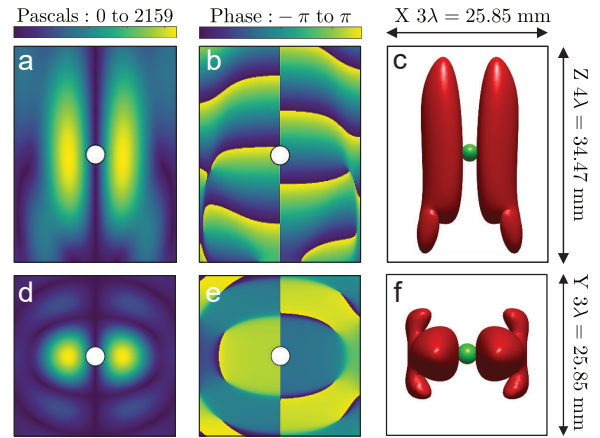 Pascals : 0 to 2159
Phase : − π to π
X 3λ = 25.85 mm
a
b
c
Z 4λ = 34.47 mm
d
e
f
Y 3λ = 25.85 mm